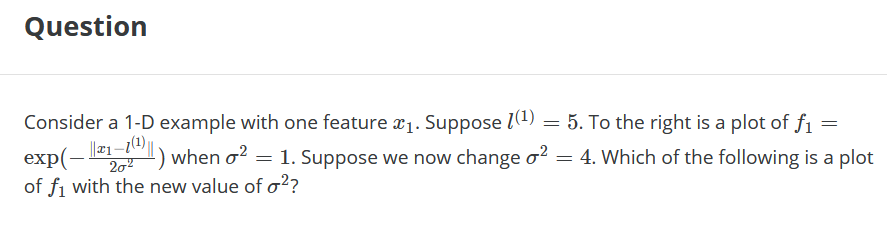 Question
Consider a 1-D example with one feature x₁. Suppose l⁽¹⁾ = 5. To the right is a plot of f₁ =
exp(−‖x₁−l⁽¹⁾‖/2σ²) when σ² = 1. Suppose we now change σ² = 4. Which of the following is a plot
of f₁ with the new value of σ²?